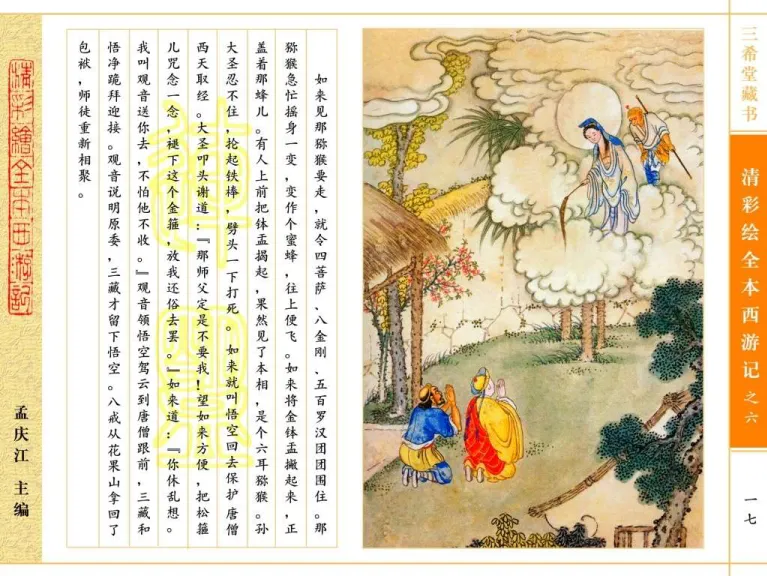 三希堂藏书
清彩绘全本西游记之六
一七
如来见那猕猴要走，就令四菩萨、八金刚、五百罗汉团团围住。那
猕猴急忙摇身一变，变作个蜜蜂，往上便飞。如来将金钵盂撇起来，正
盖着那蜂儿。有人上前把钵盂揭起，果然见了本相，是个六耳猕猴。孙
大圣忍不住，抡起铁棒，劈头一下打死。如来就叫悟空回去保护唐僧
西天取经。大圣叩头谢道：『那师父定是不要我！望如来方便，把松箍
儿咒念一念，褪下这个金箍，放我还俗去罢。』如来道：『你休乱想。
我叫观音送你去，不怕他不收。』观音领悟空驾云到唐僧跟前，三藏和
悟净跪拜迎接。观音说明原委，三藏才留下悟空。八戒从花果山拿回了
包袱，师徒重新相聚。
清彩绘全本西游记
孟庆江 主编